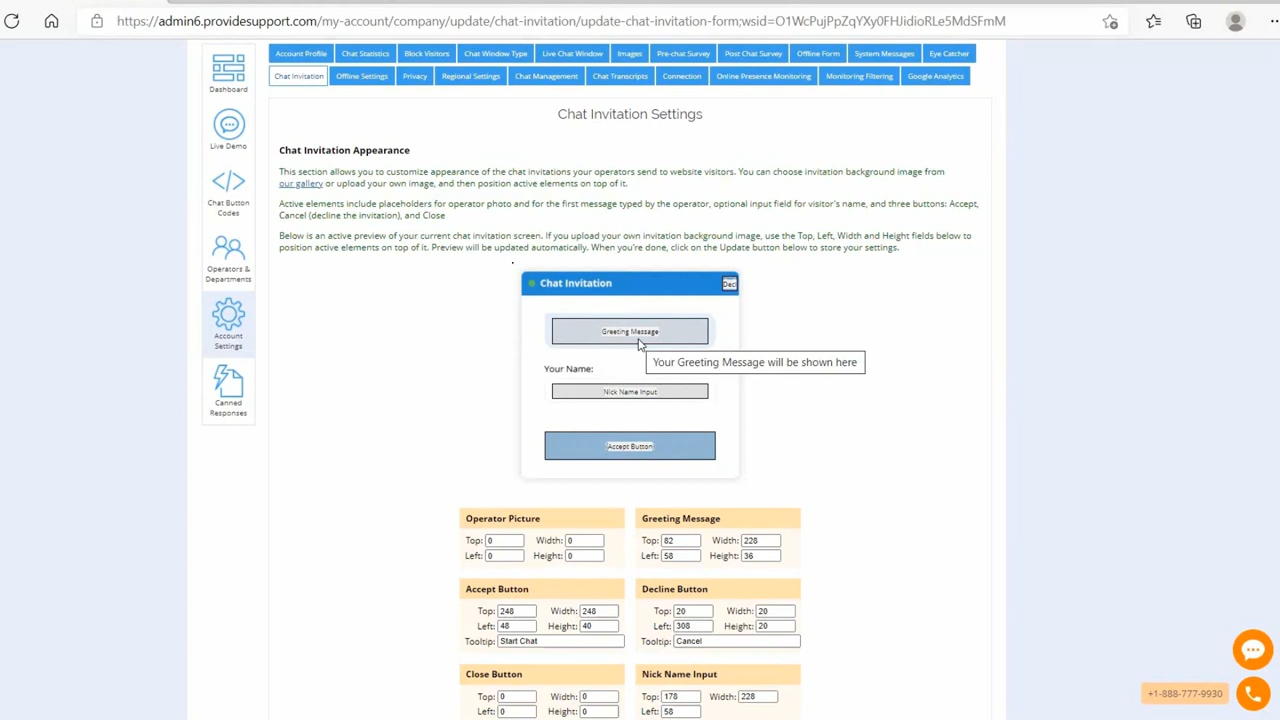 https://admin6.providesupport.com/my-account/company/update/chat-invitation/update-chat-invitation-form;wsid=O1WcPujPpZqYXy0FHJidioRLe5MdSFmM
Account Profile Chat Statistics Block Visitors Chat Window Type Live Chat Window Images Pre-chat Survey Post Chat Survey Offline Form System Messages Eye Catcher
Chat Invitation Offline Settings Privacy Regional Settings Chat Management Chat Transcripts Connection Online Presence Monitoring Monitoring Filtering Google Analytics
Dashboard
Live Demo
Chat Button
Codes
Operators &
Departments
Account
Settings
Canned
Responses
Chat Invitation Settings
Chat Invitation Appearance
This section allows you to customize appearance of the chat invitations your operators send to website visitors. You can choose invitation background image from
our gallery or upload your own image, and then position active elements on top of it.
Active elements include placeholders for operator photo and for the first message typed by the operator, optional input field for visitor's name, and three buttons: Accept,
Cancel (decline the invitation), and Close
Below is an active preview of your current chat invitation screen. If you upload your own invitation background image, use the Top, Left, Width and Height fields below to
position active elements on top of it. Preview will be updated automatically. When you're done, click on the Update button below to store your settings.
Chat Invitation Decl
Greeting Message
Your Greeting Message will be shown here
Your Name:
Nick Name Input
Accept Button
Operator Picture
Top: 0 Width: 0
Left: 0 Height: 0
Greeting Message
Top: 82 Width: 228
Left: 58 Height: 36
Accept Button
Top: 248 Width: 248
Left: 48 Height: 40
Tooltip: Start Chat
Decline Button
Top: 20 Width: 20
Left: 308 Height: 20
Tooltip: Cancel
Close Button
Top: 0 Width: 0
Left: 0 Height: 0
Nick Name Input
Top: 178 Width: 228
Left: 58
+1-888-777-9930